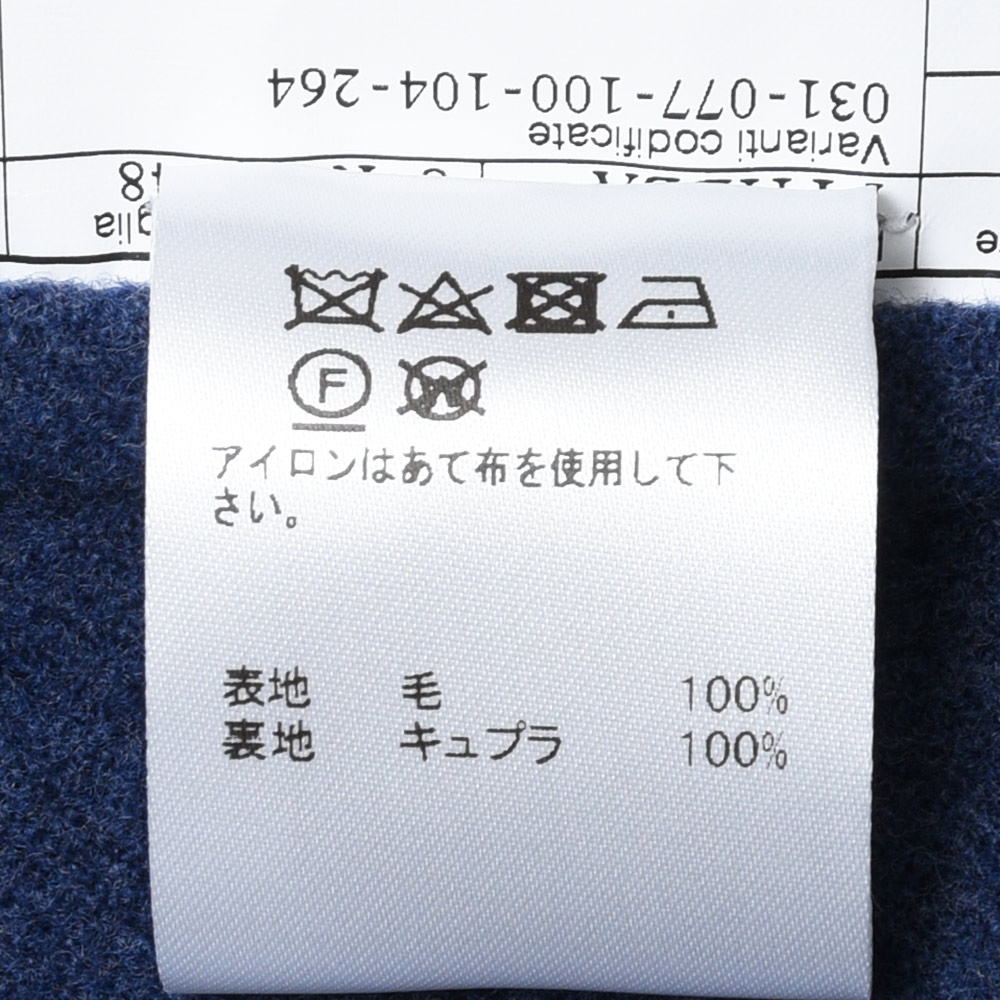 031-077-100-104-264
Varianti codificate
48
F
W
アイロンはあて布を使用して下
さい。
表地 毛 100%
裏地 キュプラ 100%